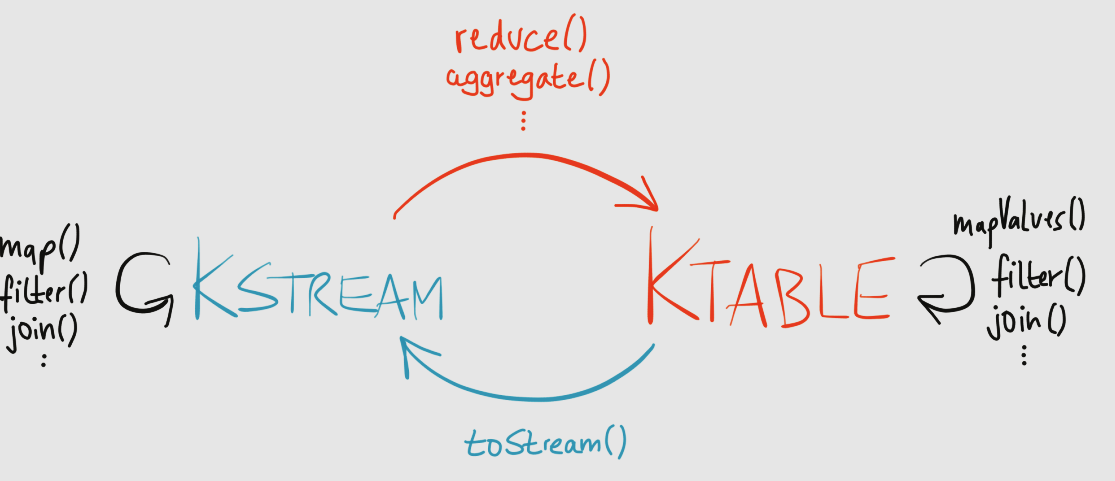 reduce()
aggregate()
⋮
map()
filter()
join()
⋮
KSTREAM
KTABLE
mapValues()
filter()
join()
⋮
toStream()